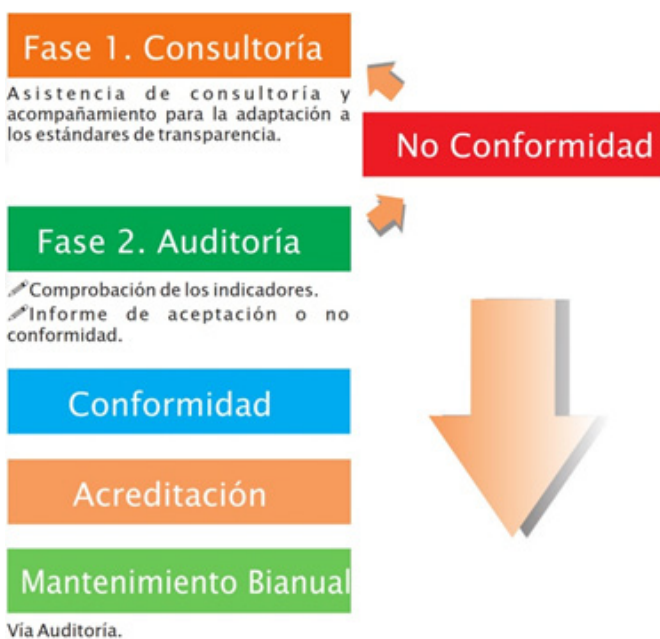 Fase 1. Consultoría
Asistencia de consultoría y
acompañamiento para la adaptación a
los estándares de transparencia.
No Conformidad
Fase 2. Auditoría
Comprobación de los indicadores.
Informe de aceptación o no
conformidad.
Conformidad
Acreditación
Mantenimiento Bianual
Vía Auditoría.